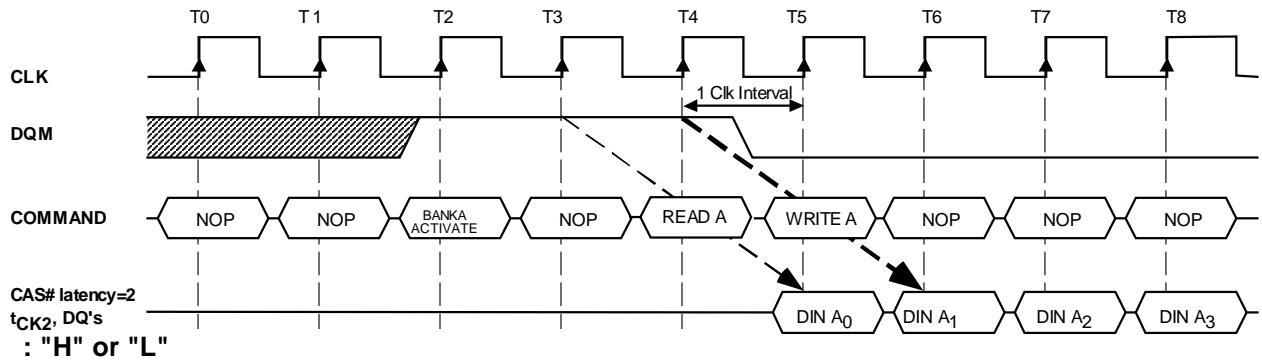 T0 T1 T2 T3 T4 T5 T6 T7 T8
CLK
1 Clk Interval
DQM
COMMAND NOP NOP BANKA ACTIVATE NOP READ A WRITE A NOP NOP NOP
CAS# latency=2
tCK2, DQ's DIN A0 DIN A1 DIN A2 DIN A3
: "H" or "L"